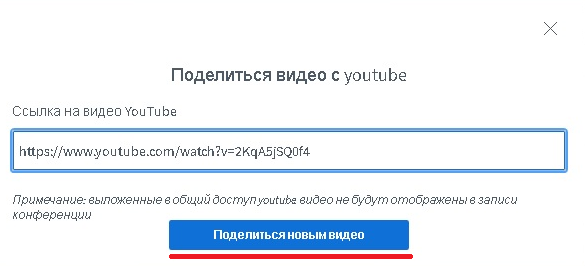 Поделиться видео с youtube
Ссылка на видео YouTube
https://www.youtube.com/watch?v=2KqA5jSQ0f4
Примечание: выложенные в общий доступ youtube видео не будут отображены в записи
конференции
Поделиться новым видео